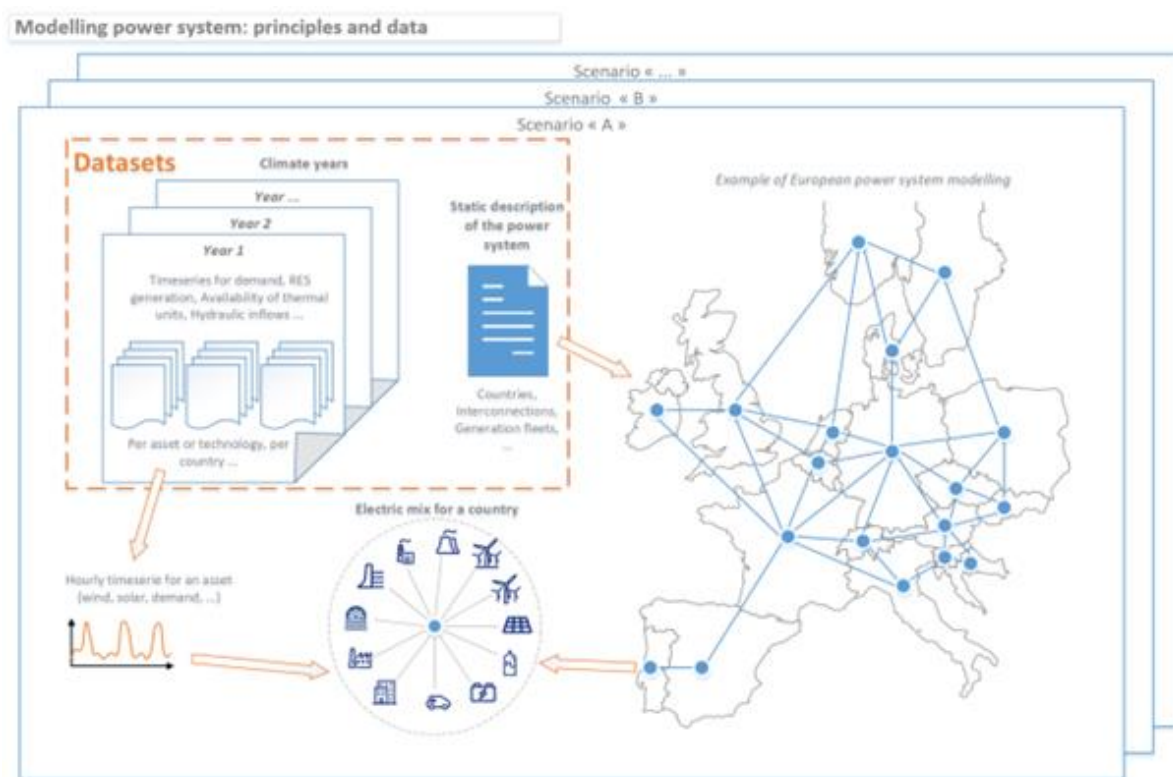 Modelling power system: principles and data
Scenario « ... »
Scenario « B »
Scenario « A »
Datasets
Climate years
Year ...
Year 2
Year 1
Timeseries for demand, RES
generation, Availability of thermal
units, Hydraulic inflows ...
Per asset or technology, per
country ...
Static description
of the power
system
Countries,
Interconnections,
Generation fleets,
...
Example of European power system modelling
Electric mix for a country
Hourly timeserie for an asset
(wind, solar, demand, ...)